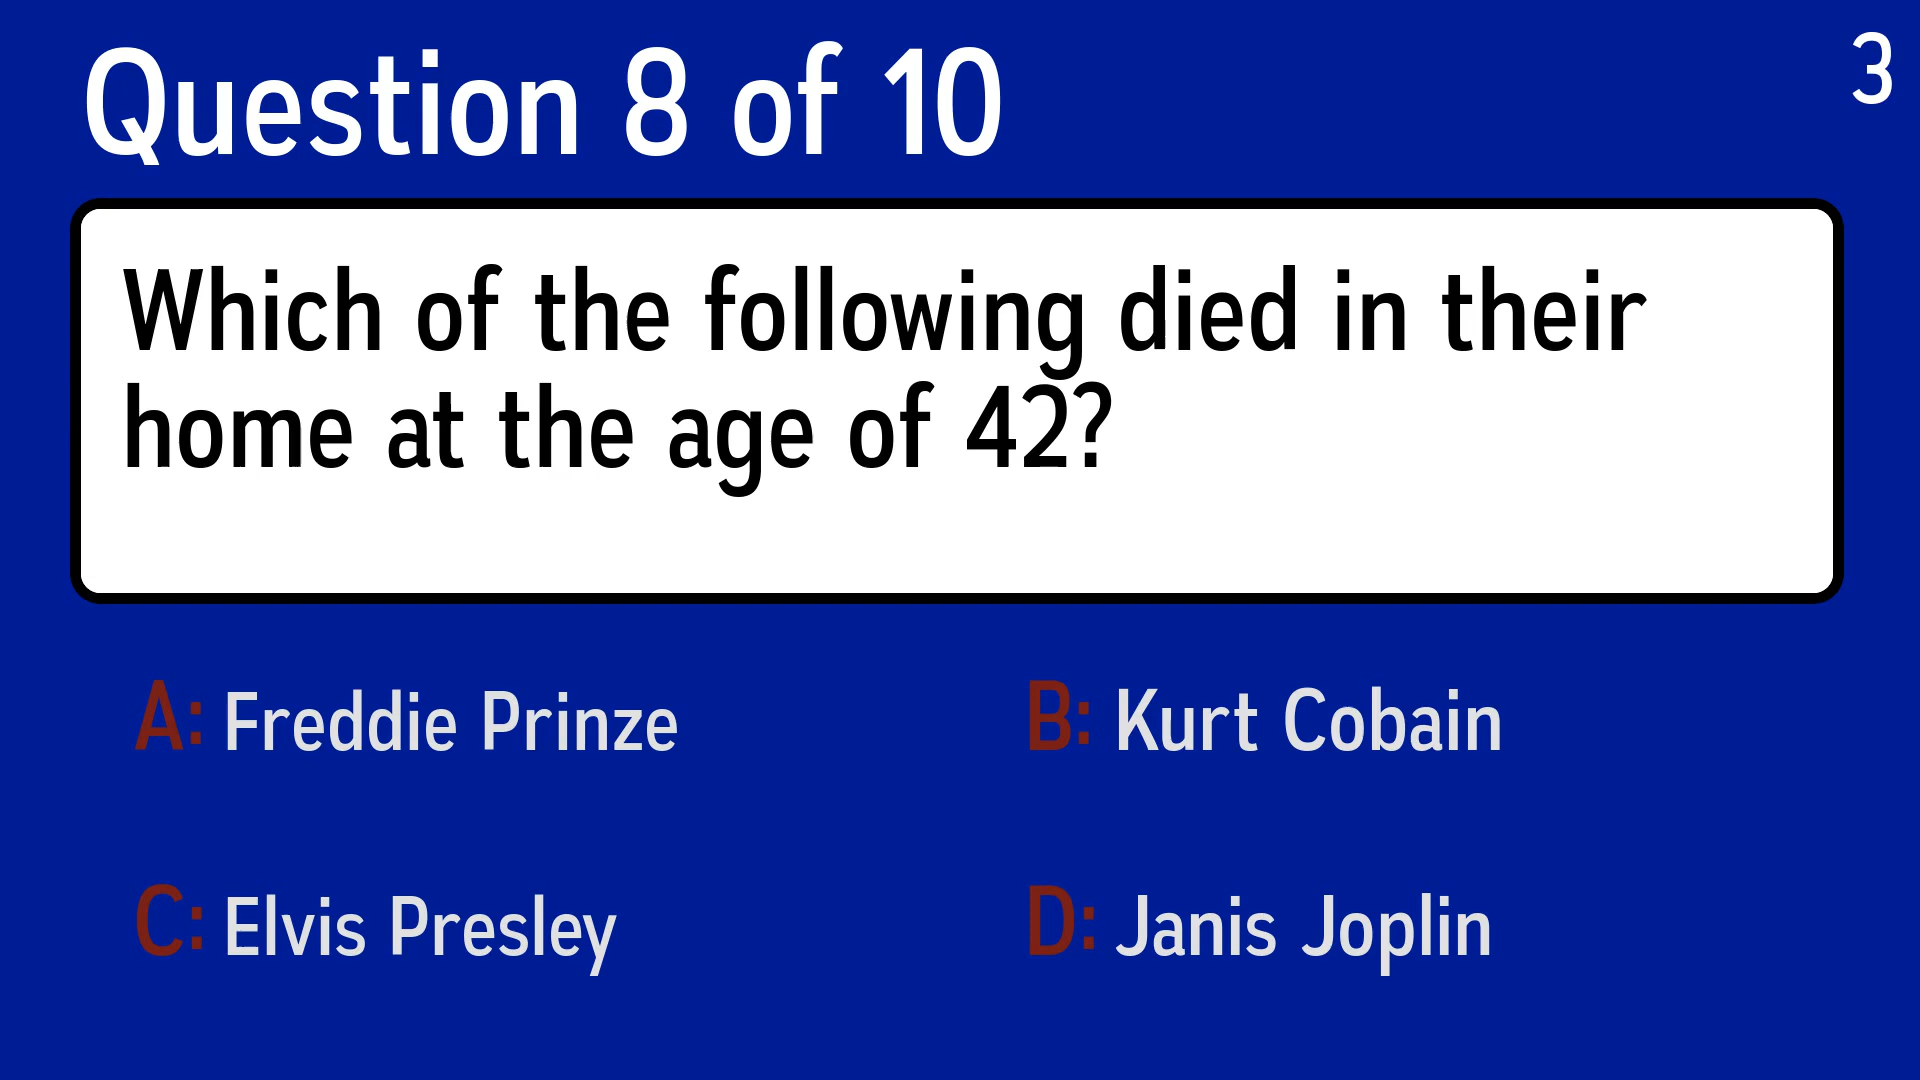 Question 8 of 10
3
Which of the following died in their
home at the age of 42?
A: Freddie Prinze
B: Kurt Cobain
C: Elvis Presley
D: Janis Joplin